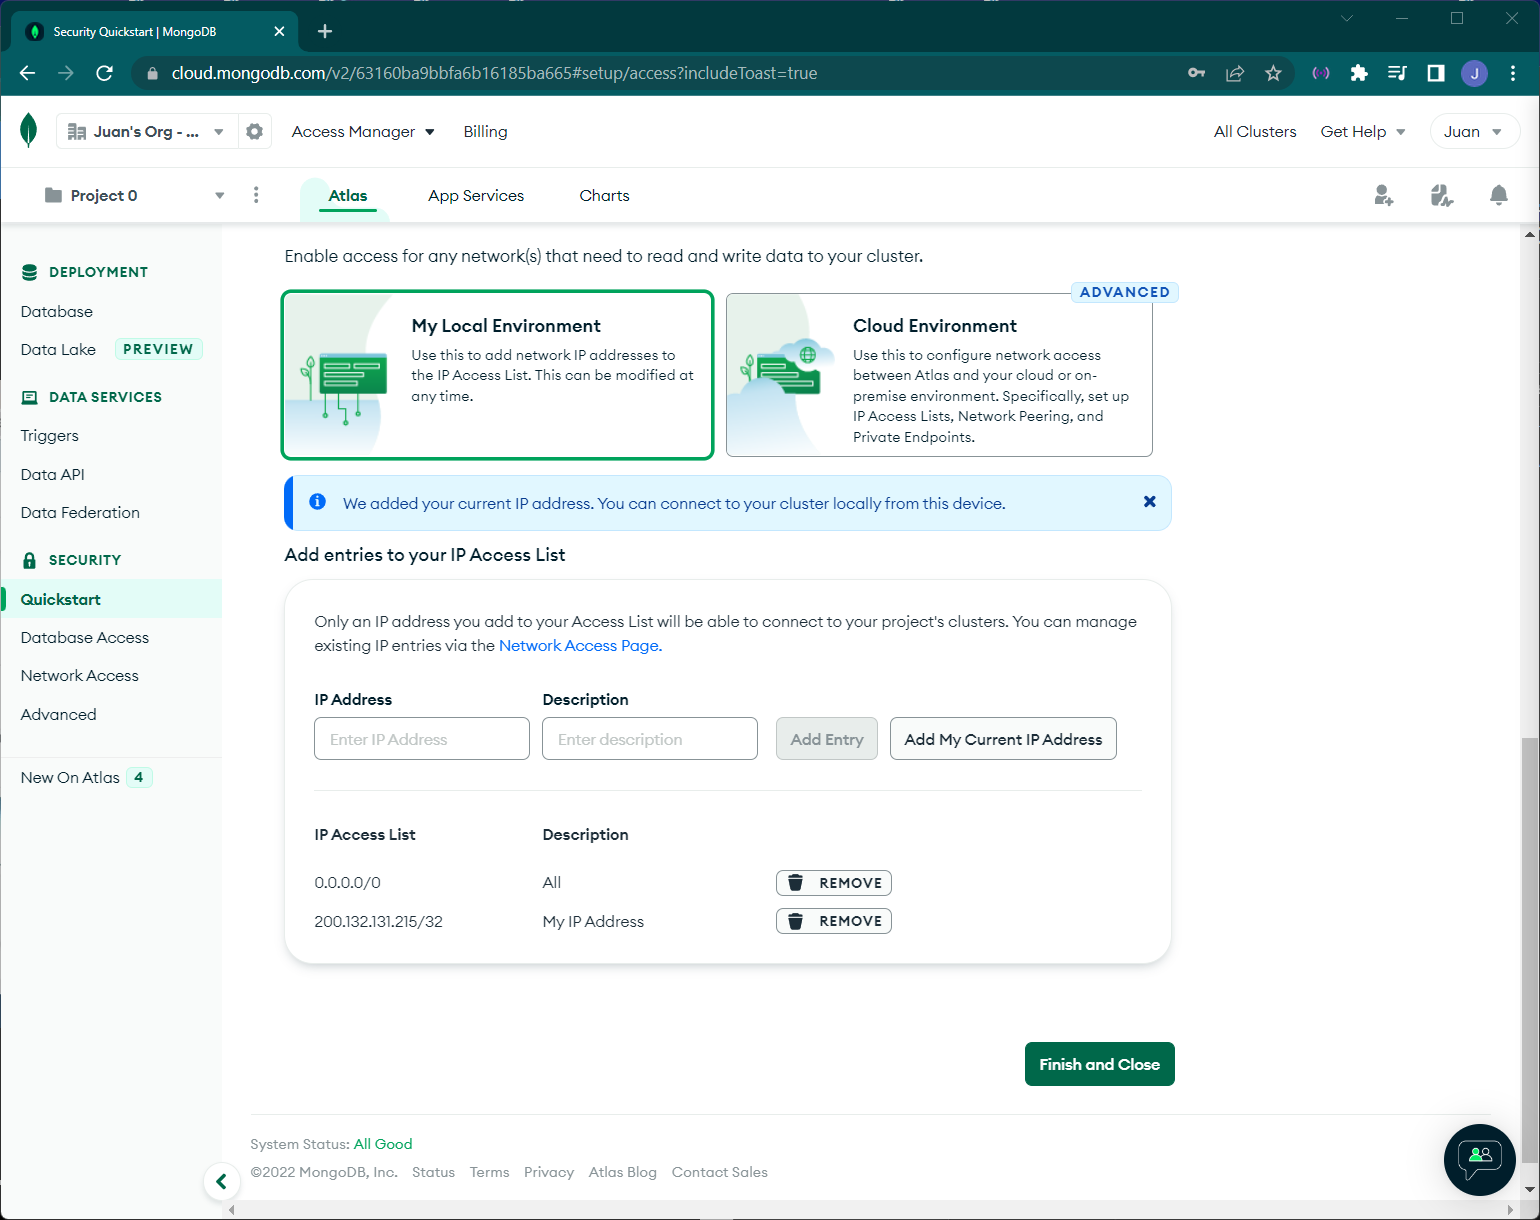 Security Quickstart | MongoDB
cloud.mongodb.com/v2/63160ba9bbfa6b16185ba665#setup/access?includeToast=true
J
Juan's Org - ...
Access Manager
Billing
All Clusters
Get Help
Juan
Project 0
Atlas
App Services
Charts
DEPLOYMENT
Database
Data Lake PREVIEW
DATA SERVICES
Triggers
Data API
Data Federation
SECURITY
Quickstart
Database Access
Network Access
Advanced
New On Atlas 4
Enable access for any network(s) that need to read and write data to your cluster.
My Local Environment
Use this to add network IP addresses to
the IP Access List. This can be modified at
any time.
ADVANCED
Cloud Environment
Use this to configure network access
between Atlas and your cloud or on-
premise environment. Specifically, set up
IP Access Lists, Network Peering, and
Private Endpoints.
We added your current IP address. You can connect to your cluster locally from this device.
Add entries to your IP Access List
Only an IP address you add to your Access List will be able to connect to your project's clusters. You can manage
existing IP entries via the Network Access Page.
IP Address Description
Enter IP Address Enter description Add Entry Add My Current IP Address
IP Access List Description
0.0.0.0/0 All REMOVE
200.132.131.215/32 My IP Address REMOVE
Finish and Close
System Status: All Good
©2022 MongoDB, Inc. Status Terms Privacy Atlas Blog Contact Sales